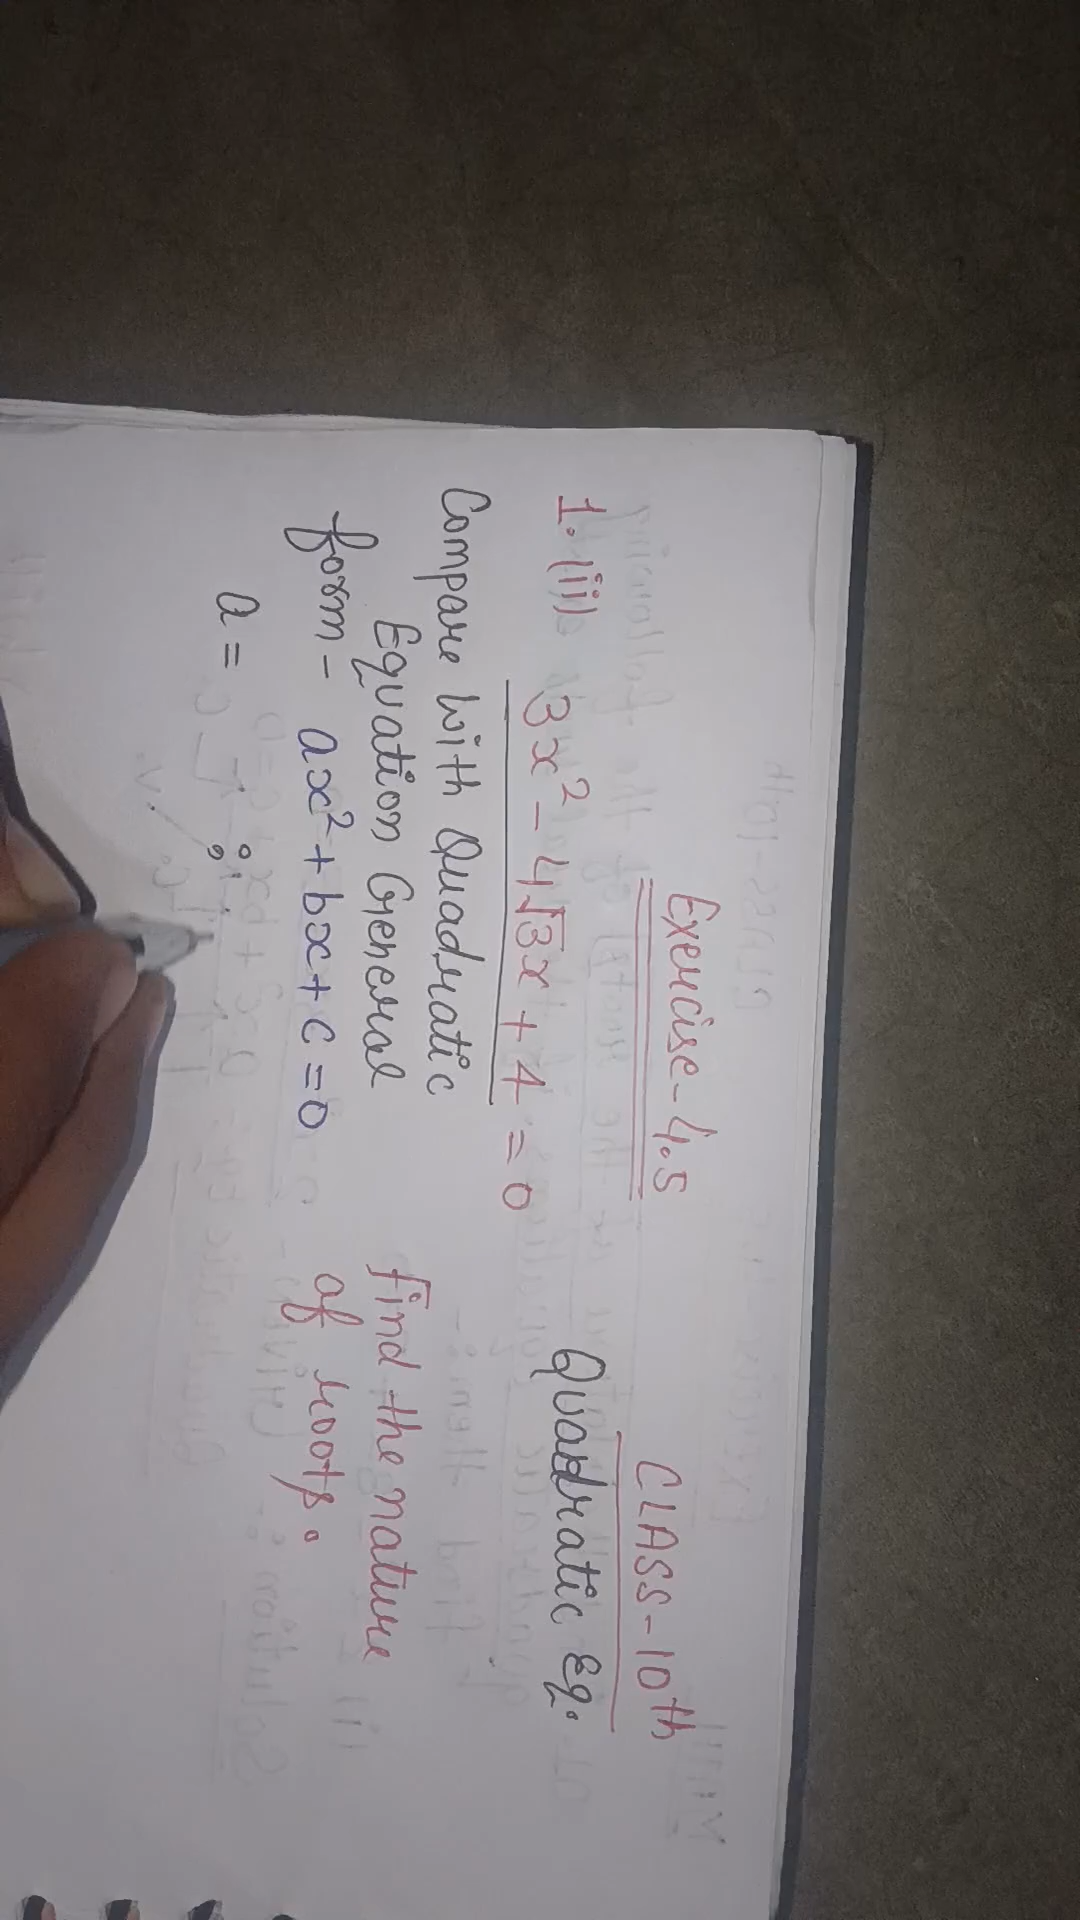 CLASS-10th
Exercise-4.5
Quadratic Eq.
1. (ii) 3x² - 4√3x + 4 = 0
Compare with Quadratic
Equation General
form - ax² + bx + c = 0
find the nature
of roots.
a =